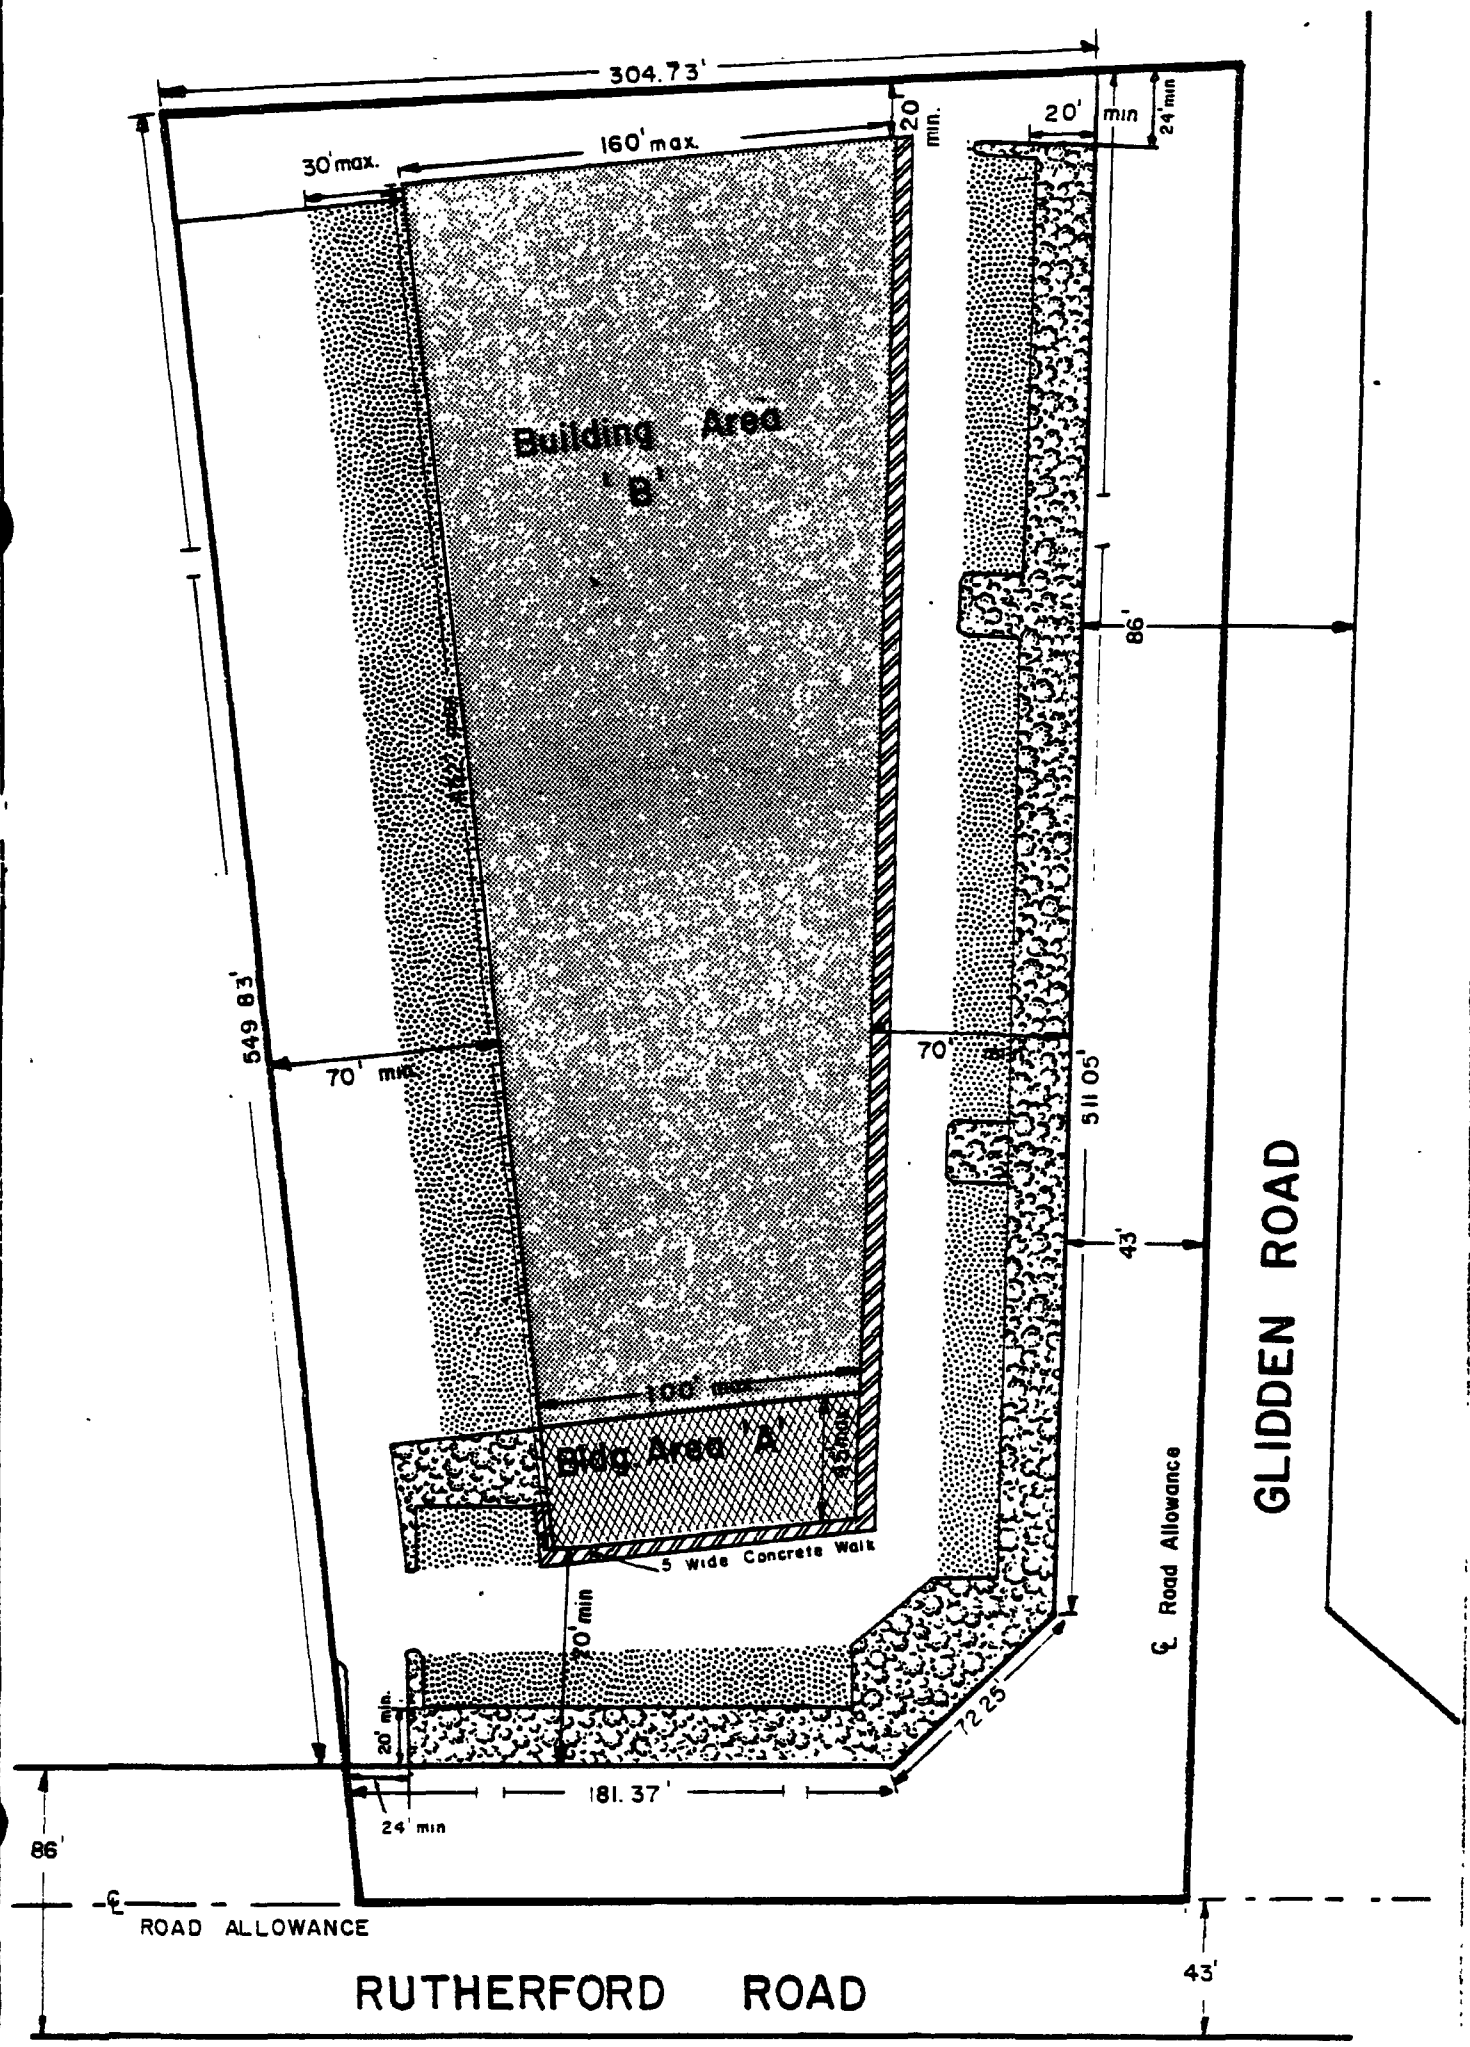 304.73'
20' min.
20' min
24' min
160' max.
30' max.
Building Area
'B'
86'
549 83'
70' min.
70'
511 05'
43'
GLIDDEN ROAD
100' max.
Bldg. Area 'A'
45' max.
5 Wide Concrete Walk
℄ Road Allowance
min
20' min.
72 25'
181.37'
24' min
86'
℄
ROAD ALLOWANCE
43'
RUTHERFORD ROAD